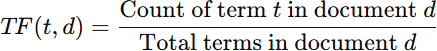 TF(t, d) = Count of term t in document d / Total terms in document d